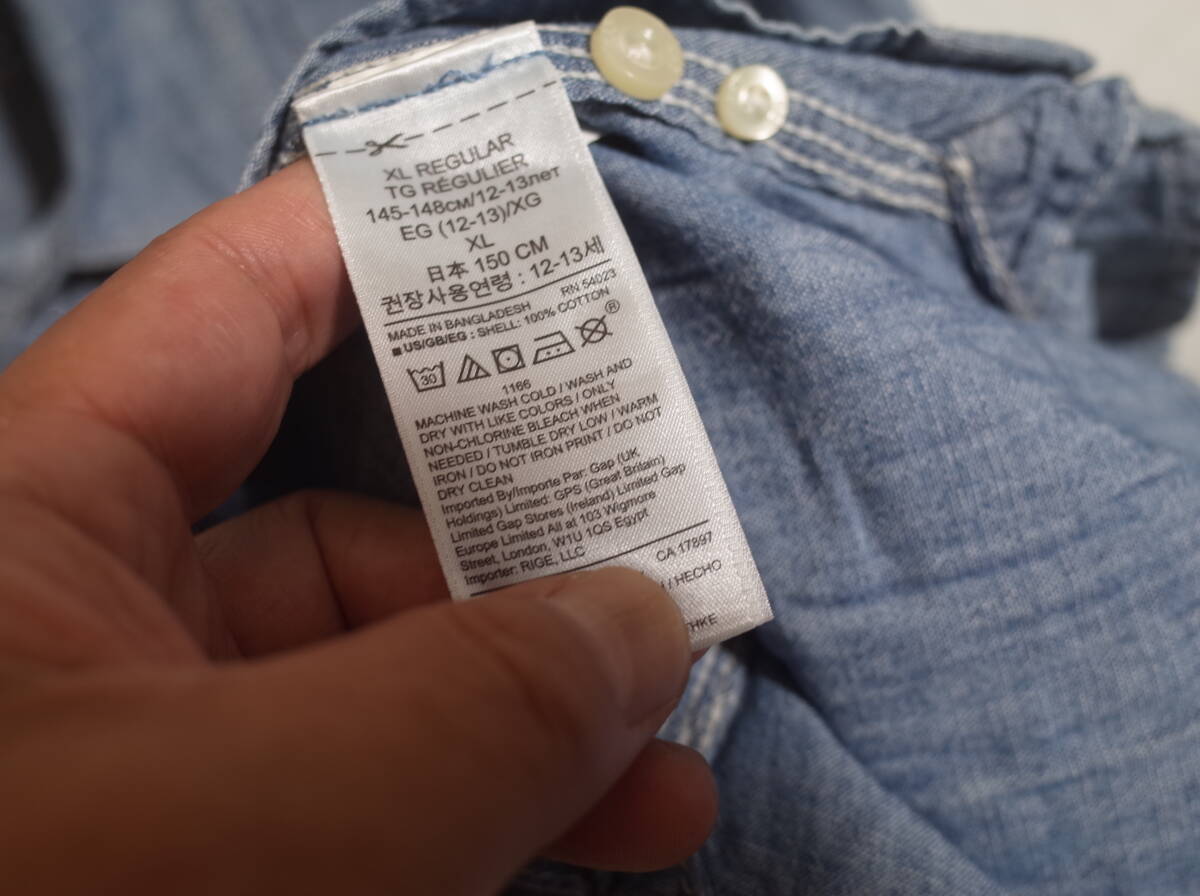 XL REGULAR
TG RÉGULIER
145-148см/12-13лет
EG (12-13)/XG
XL
日本 150 CM
권장사용연령 : 12-13세
RN 54023
MADE IN BANGLADESH
■US/GB/EG : SHELL: 100% COTTON
30
®
1166
MACHINE WASH COLD / WASH AND
DRY WITH LIKE COLORS / ONLY
NON-CHLORINE BLEACH WHEN
NEEDED / TUMBLE DRY LOW / WARM
IRON / DO NOT IRON PRINT / DO NOT
DRY CLEAN
Imported By/Importe Par: Gap (UK
Holdings) Limited: GPS (Great Britain)
Limited Gap Stores (Ireland) Limited Gap
Europe Limited All at 103 Wigmore
Street, London, W1U 1QS Egypt
Importer: RIGE, LLC
CA 17897
/ HECHO